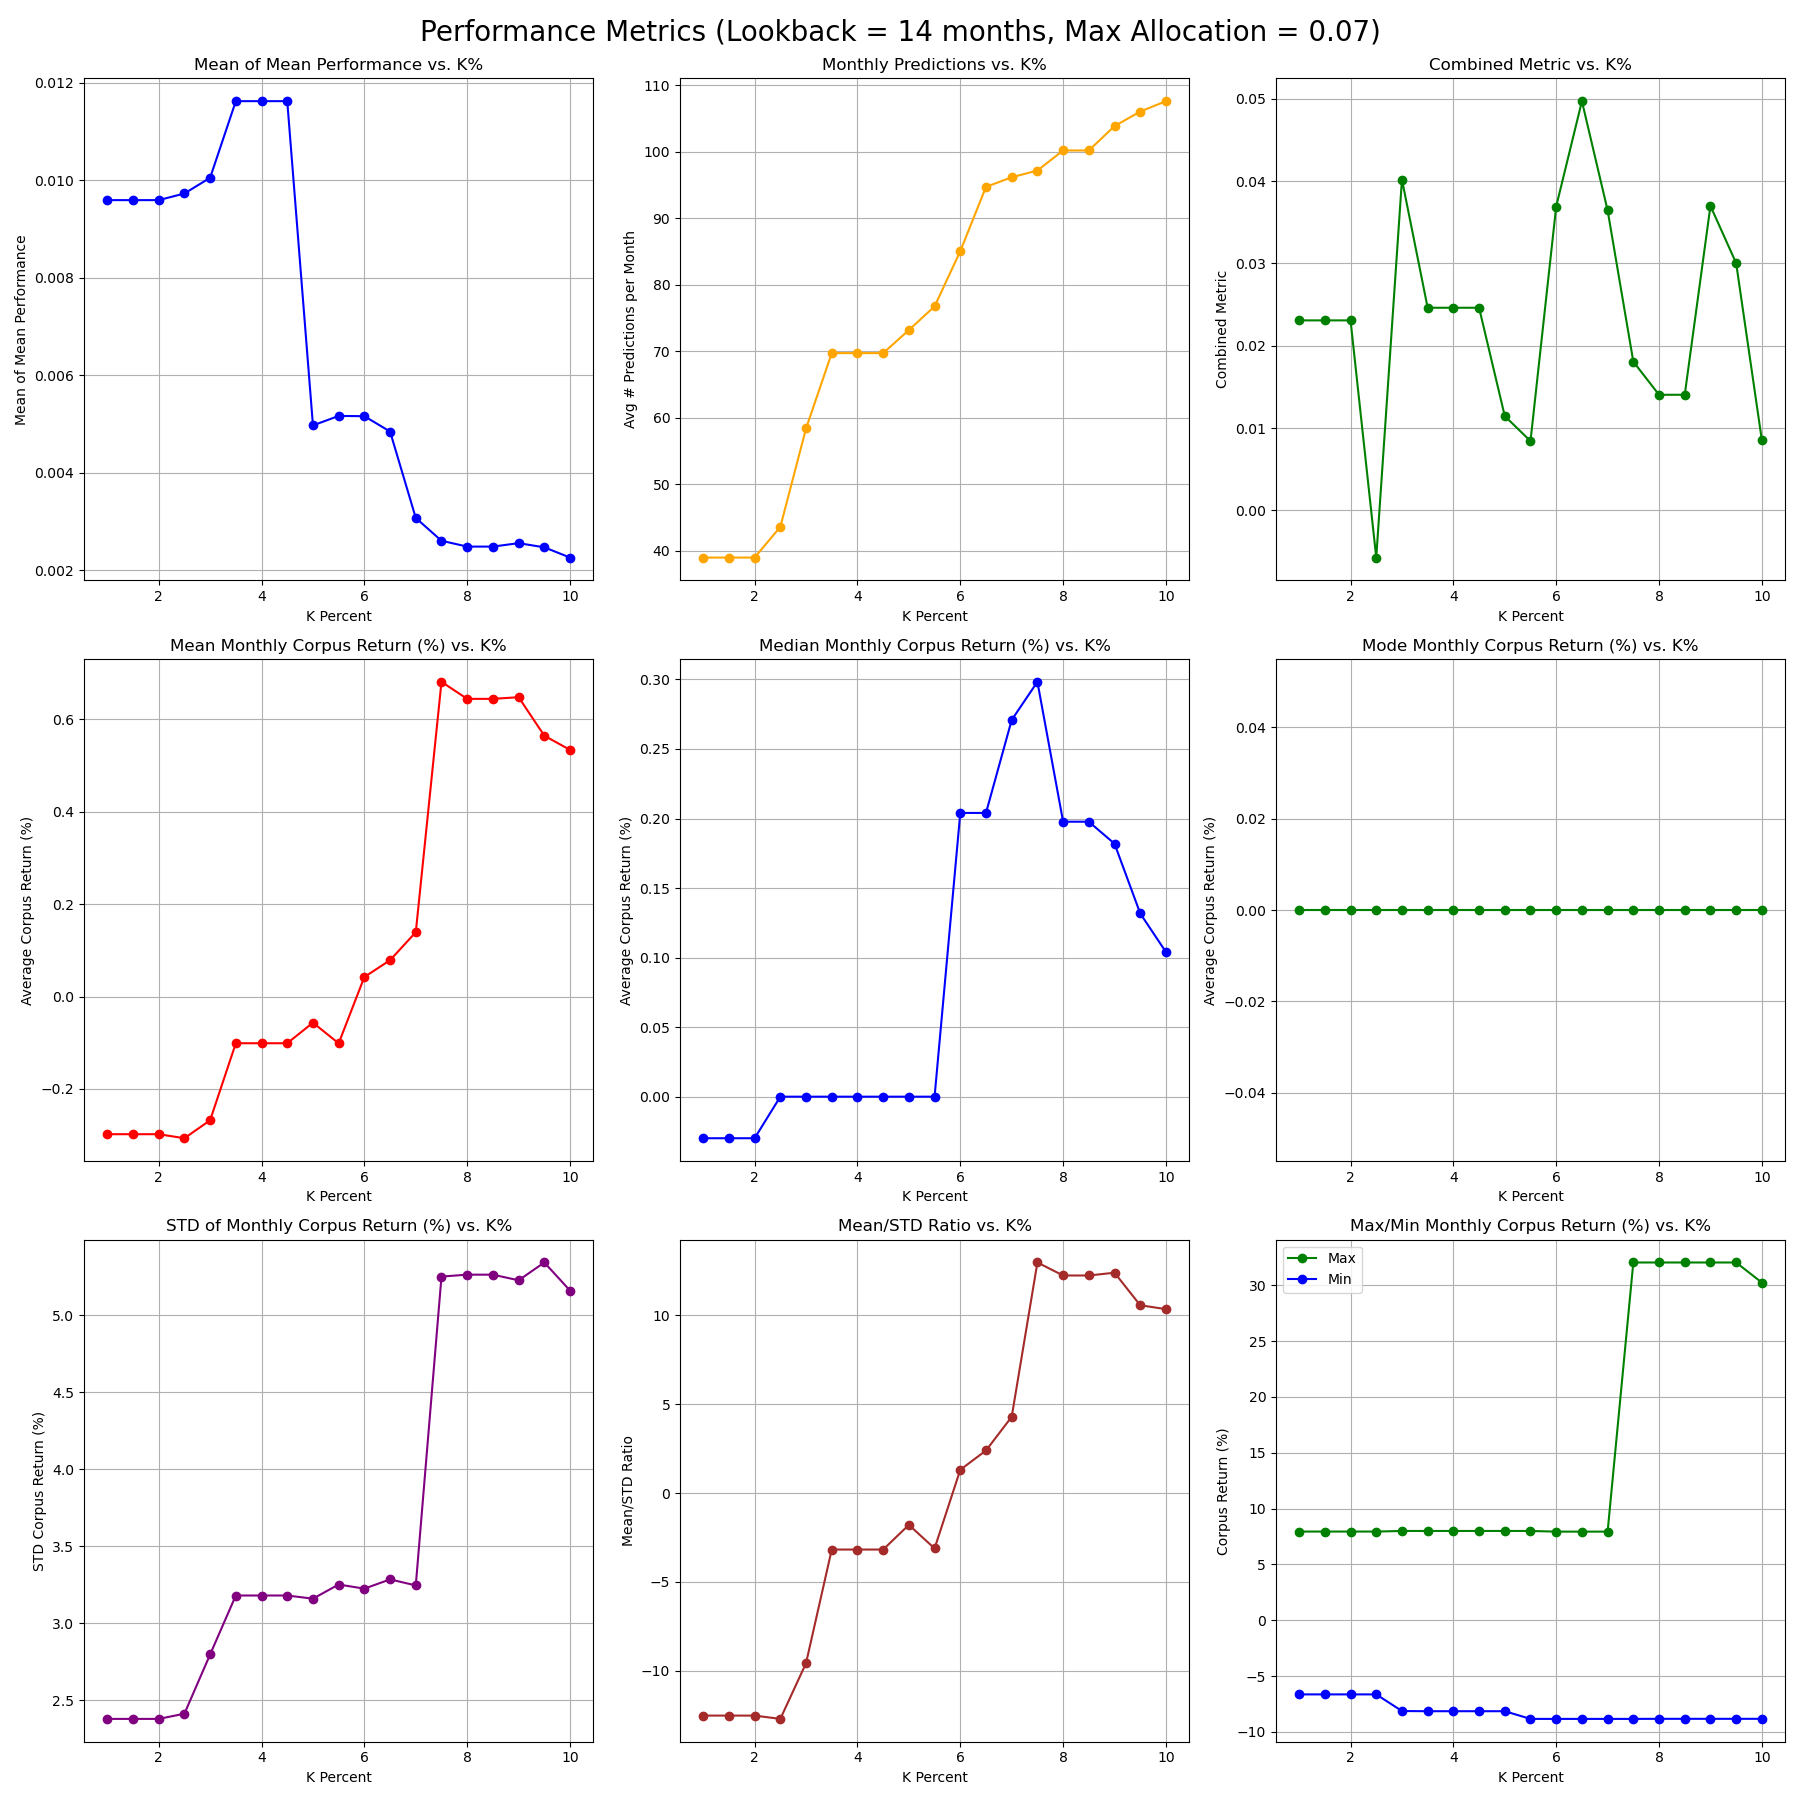 Performance Metrics (Lookback = 14 months, Max Allocation = 0.07)
Mean of Mean Performance vs. K%
Mean of Mean Performance
0.012
0.010
0.008
0.006
0.004
0.002
2 4 6 8 10
K Percent
Monthly Predictions vs. K%
Avg # Predictions per Month
110
100
90
80
70
60
50
40
2 4 6 8 10
K Percent
Combined Metric vs. K%
Combined Metric
0.05
0.04
0.03
0.02
0.01
0.00
2 4 6 8 10
K Percent
Mean Monthly Corpus Return (%) vs. K%
Average Corpus Return (%)
0.6
0.4
0.2
0.0
−0.2
2 4 6 8 10
K Percent
Median Monthly Corpus Return (%) vs. K%
Average Corpus Return (%)
0.30
0.25
0.20
0.15
0.10
0.05
0.00
2 4 6 8 10
K Percent
Mode Monthly Corpus Return (%) vs. K%
Average Corpus Return (%)
0.04
0.02
0.00
−0.02
−0.04
2 4 6 8 10
K Percent
STD of Monthly Corpus Return (%) vs. K%
STD Corpus Return (%)
5.0
4.5
4.0
3.5
3.0
2.5
2 4 6 8 10
K Percent
Mean/STD Ratio vs. K%
Mean/STD Ratio
10
5
0
−5
−10
2 4 6 8 10
K Percent
Max/Min Monthly Corpus Return (%) vs. K%
Max
Min
Corpus Return (%)
30
25
20
15
10
5
0
−5
−10
2 4 6 8 10
K Percent